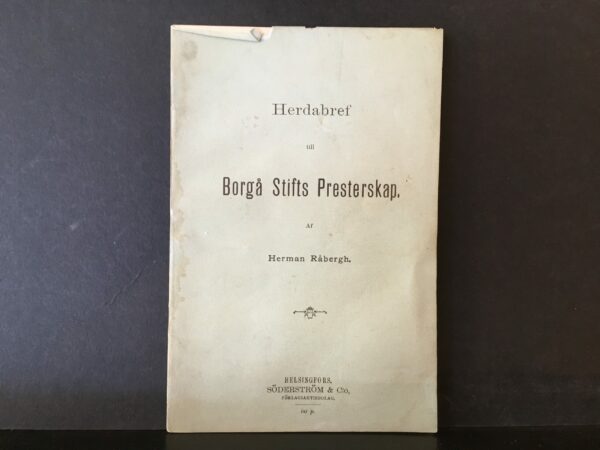 Herdabref
till
Borgå Stifts Presterskap.
Af
Herman Råbergh.
HELSINGFORS,
SÖDERSTRÖM & C:o,
FÖRLAGSAKTIEBOLAG.